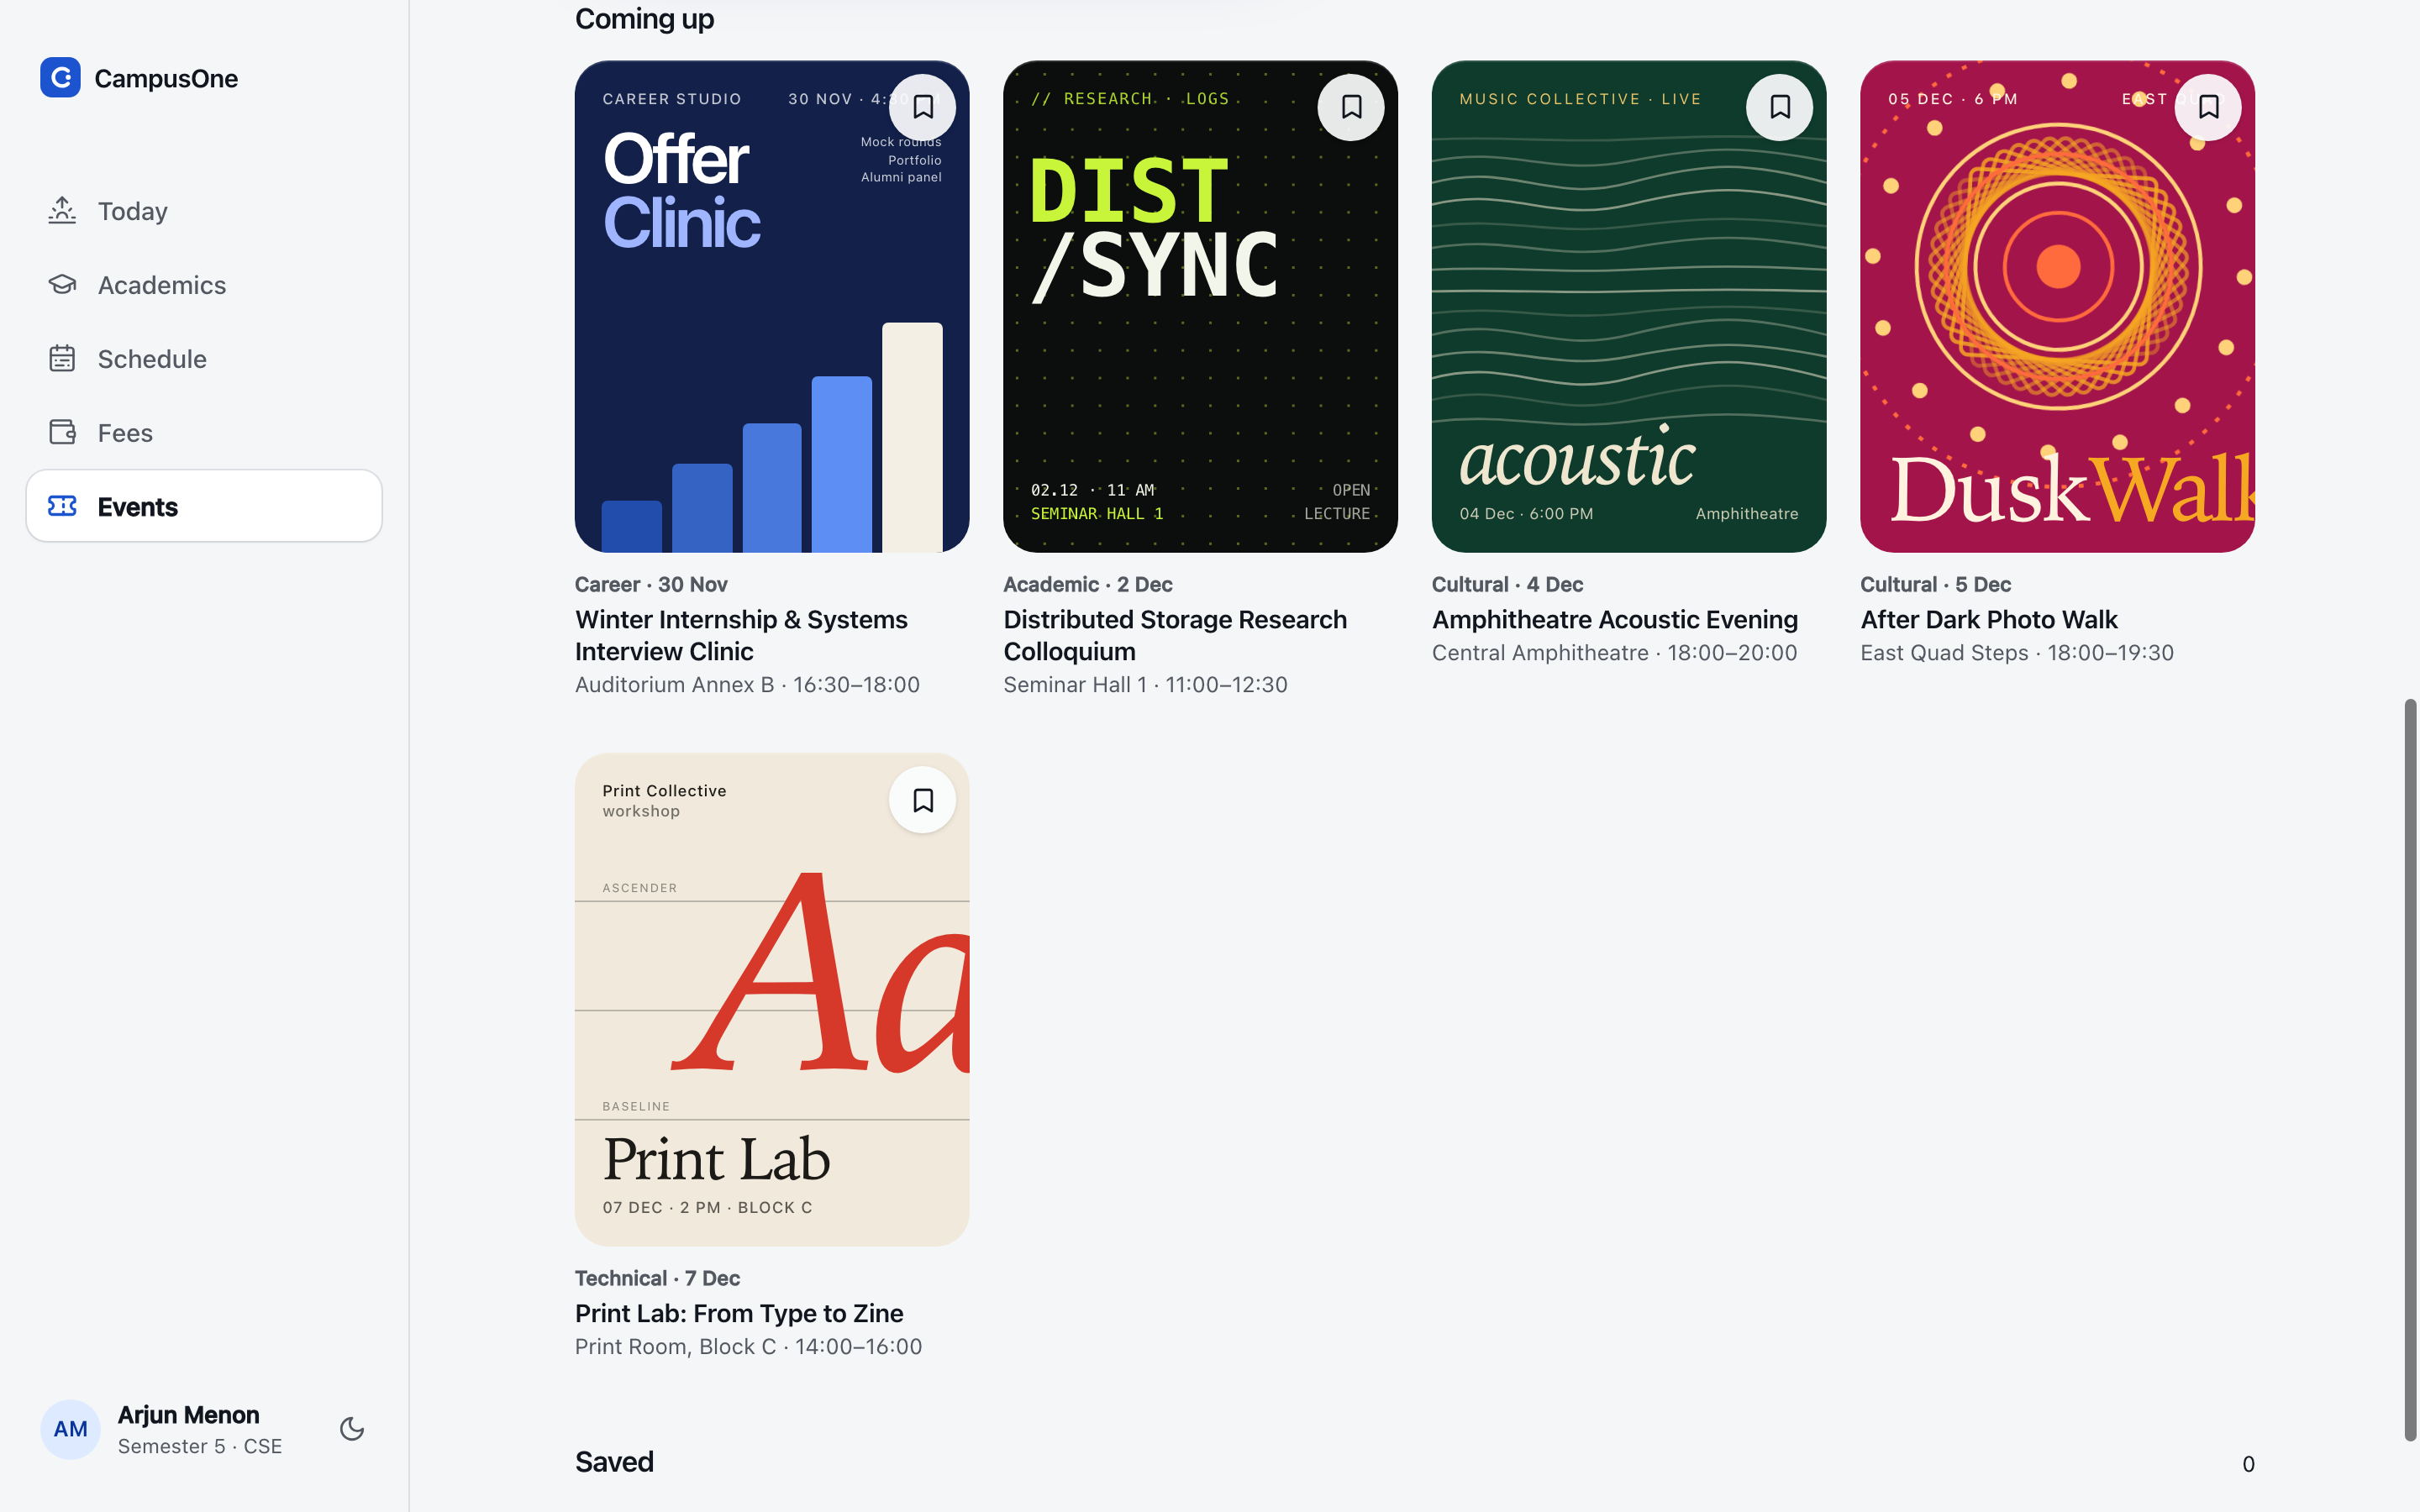 Coming up
CampusOne
Today
Academics
Schedule
Fees
Events
AM
Arjun Menon
Semester 5 · CSE
CAREER STUDIO
30 NOV · 4:30
Offer
Clinic
Mock rounds
Portfolio
Alumni panel
Career · 30 Nov
Winter Internship & Systems
Interview Clinic
Auditorium Annex B · 16:30–18:00
// RESEARCH · LOGS
DIST
/SYNC
02.12 · 11 AM
SEMINAR HALL 1
OPEN
LECTURE
Academic · 2 Dec
Distributed Storage Research
Colloquium
Seminar Hall 1 · 11:00–12:30
MUSIC COLLECTIVE · LIVE
acoustic
04 Dec · 6:00 PM
Amphitheatre
Cultural · 4 Dec
Amphitheatre Acoustic Evening
Central Amphitheatre · 18:00–20:00
05 DEC · 6 PM
EAST
DuskWalk
Cultural · 5 Dec
After Dark Photo Walk
East Quad Steps · 18:00–19:30
Print Collective
workshop
ASCENDER
Aa
BASELINE
Print Lab
07 DEC · 2 PM · BLOCK C
Technical · 7 Dec
Print Lab: From Type to Zine
Print Room, Block C · 14:00–16:00
Saved
0